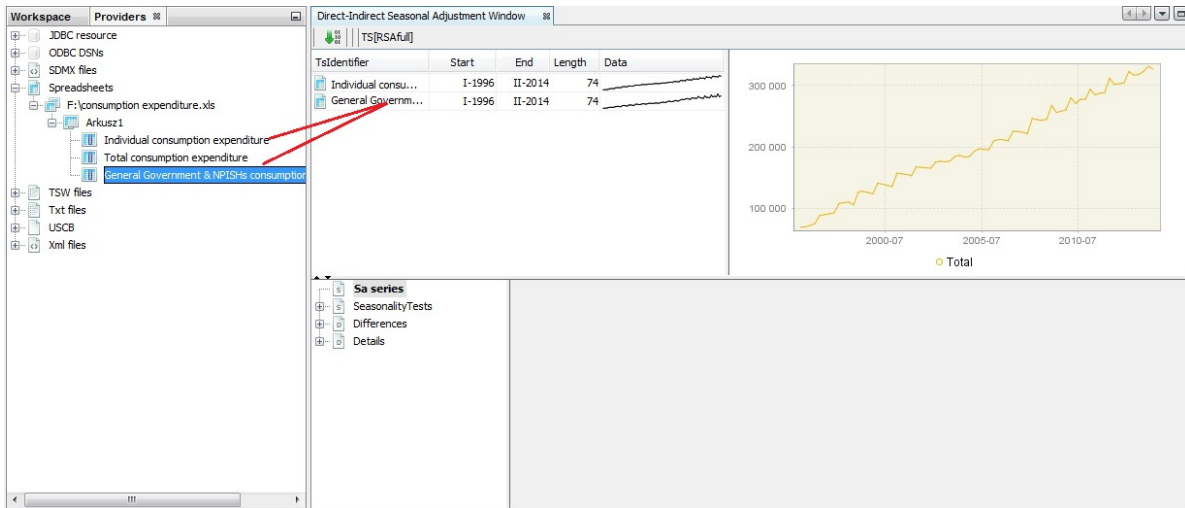 Workspace Providers
JDBC resource
ODBC DSNs
SDMX files
Spreadsheets
F:\consumption expenditure.xls
Arkusz1
Individual consumption expenditure
Total consumption expenditure
General Government & NPISHs consumption
TSW files
Txt files
USCB
Xml files
Direct-Indirect Seasonal Adjustment Window
TS[RSAfull]
TsIdentifier Start End Length Data
Individual consu... I-1996 II-2014 74
General Governm... I-1996 II-2014 74
300 000
200 000
100 000
2000-07 2005-07 2010-07
Total
S Sa series
S SeasonalityTests
D Differences
D Details